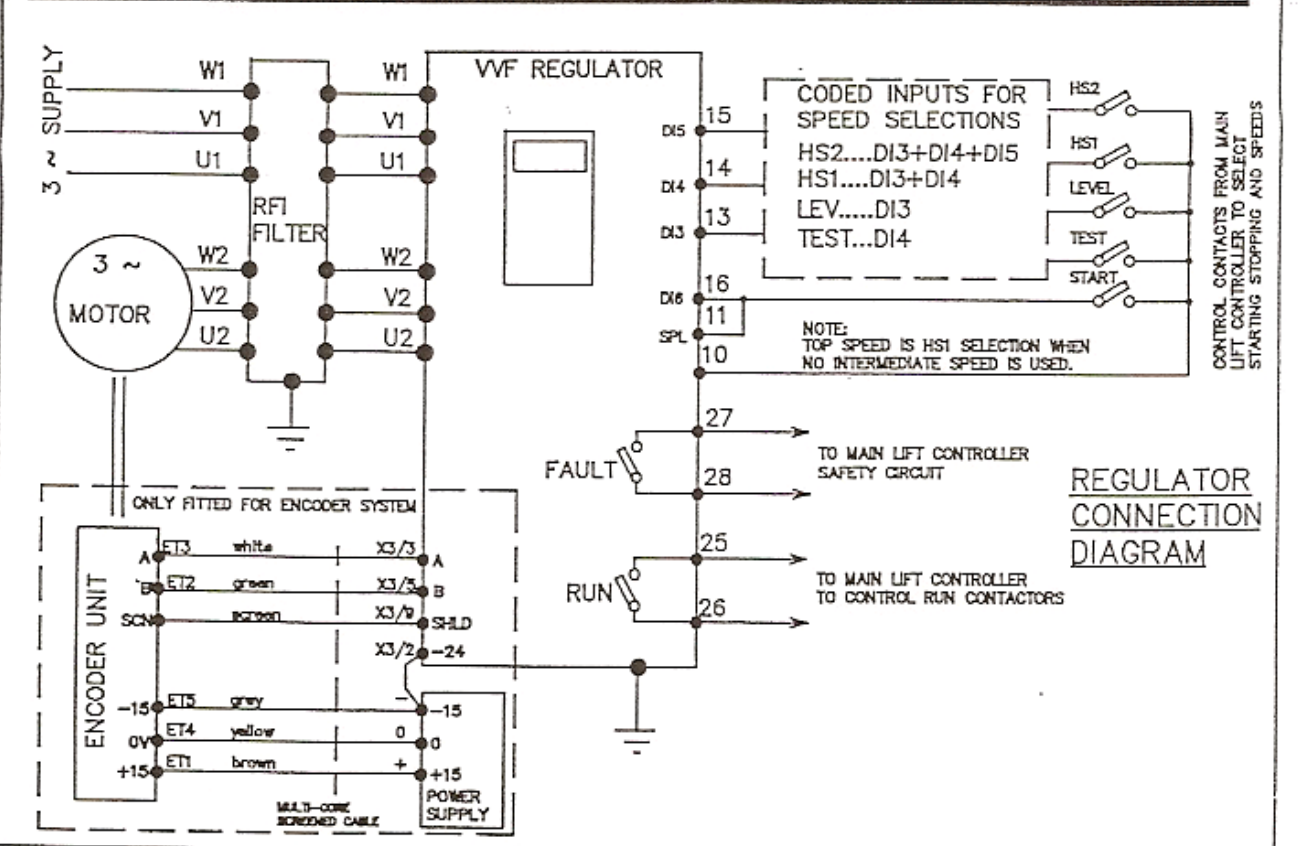 3 ~ SUPPLY
W1
V1
U1
W1
V1
U1
RFI
FILTER
W2
V2
U2
W2
V2
U2
3 ~
MOTOR
VVF REGULATOR
DI5
15
DI4
14
DI3
13
DI6
16
11
SPL
10
CODED INPUTS FOR
SPEED SELECTIONS
HS2....DI3+DI4+DI5
HS1....DI3+DI4
LEV.....DI3
TEST...DI4
HS2
HS1
LEVEL
TEST
START
CONTROL CONTACTS FROM MAIN
LIFT CONTROLLER TO SELECT
STARTING STOPPING AND SPEEDS
NOTE:
TOP SPEED IS HS1 SELECTION WHEN
NO INTERMEDIATE SPEED IS USED.
FAULT
27
28
TO MAIN LIFT CONTROLLER
SAFETY CIRCUIT
RUN
25
26
TO MAIN LIFT CONTROLLER
TO CONTROL RUN CONTACTORS
REGULATOR
CONNECTION
DIAGRAM
ONLY FITTED FOR ENCODER SYSTEM
ENCODER UNIT
A ET3 white X3/3 A
B ET2 green X3/5 B
SCN screen X3/9 SHLD
X3/2 -24
-15 ET5 grey - -15
0V ET4 yellow 0 0
+15 ET1 brown + +15
MULTI-CORE
SCREENED CABLE
POWER
SUPPLY